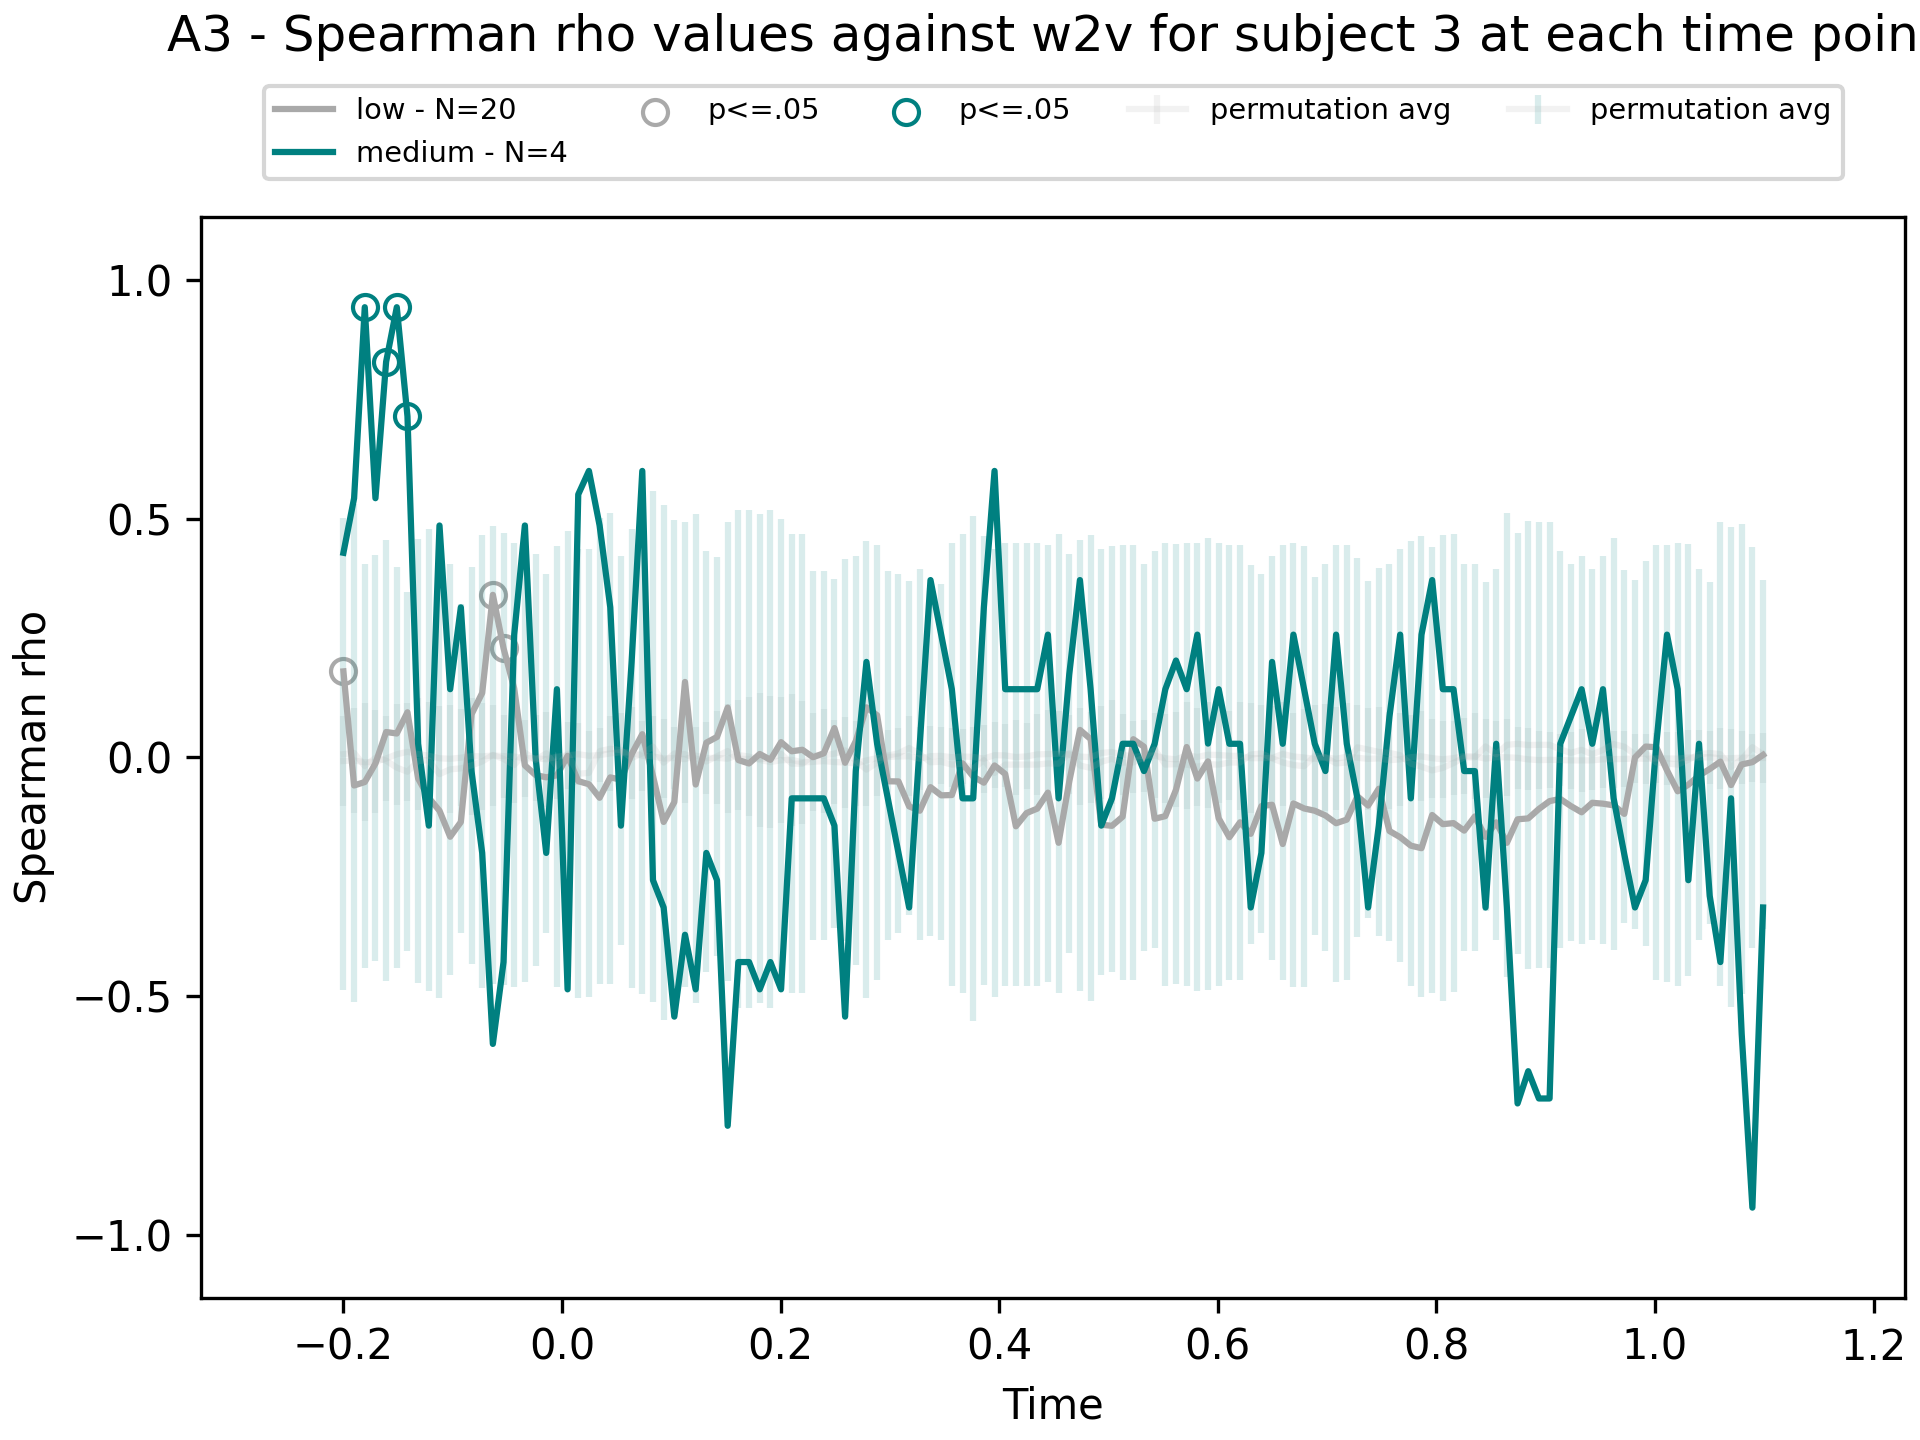 A3 - Spearman rho values against w2v for subject 3 at each time poin
low - N=20
medium - N=4
p<=.05
p<=.05
permutation avg
permutation avg
Spearman rho
1.0
0.5
0.0
−0.5
−1.0
−0.2
0.0
0.2
0.4
0.6
0.8
1.0
1.2
Time